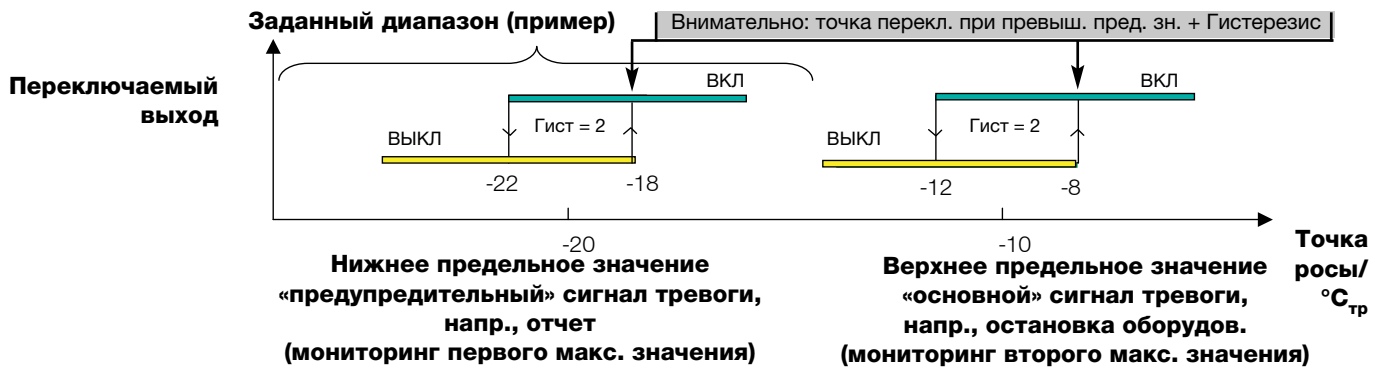 Заданный диапазон (пример)
Внимательно: точка перекл. при превыш. пред. зн. + Гистерезис
Переключаемый
выход
ВКЛ
Гист = 2
ВЫКЛ
-22
-18
ВКЛ
Гист = 2
ВЫКЛ
-12
-8
-20
-10
Точка
росы/
°Cтр
Нижнее предельное значение
«предупредительный» сигнал тревоги,
напр., отчет
(мониторинг первого макс. значения)
Верхнее предельное значение
«основной» сигнал тревоги,
напр., остановка оборудов.
(мониторинг второго макс. значения)